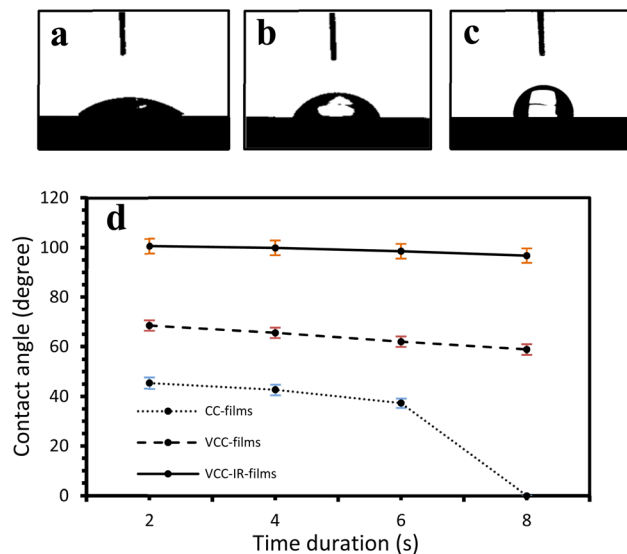 a
b
c
d
Contact angle (degree)
120
100
80
60
40
20
0
CC-films
VCC-films
VCC-IR-films
2 4 6 8
Time duration (s)